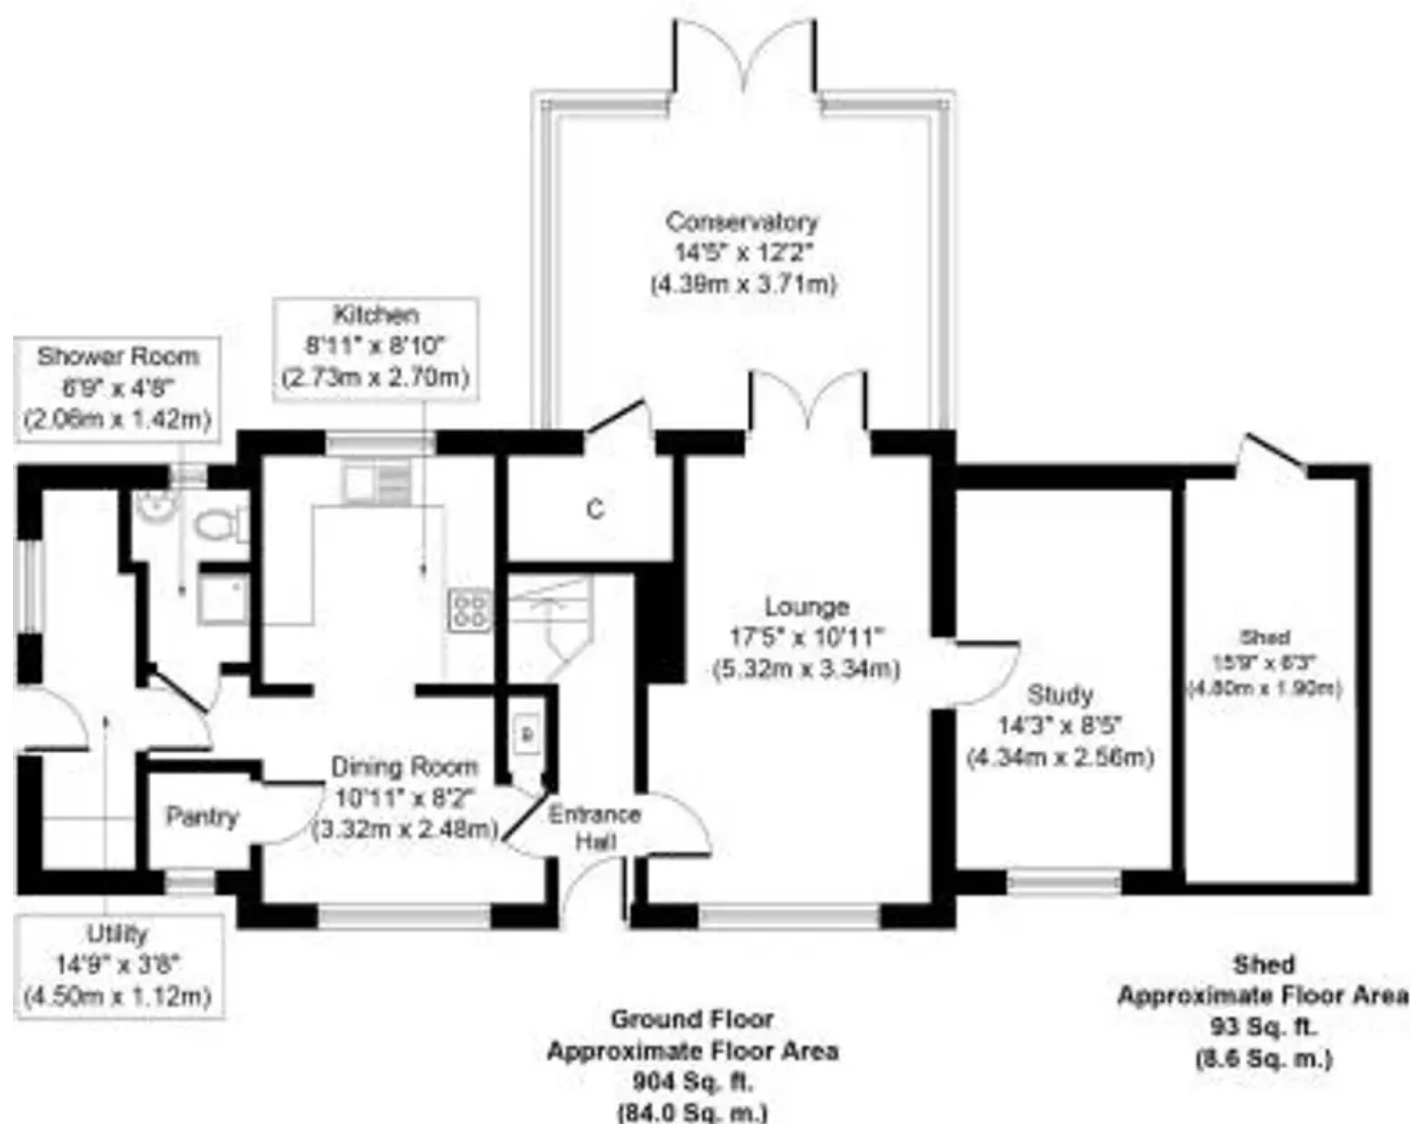 Conservatory
14'5" x 12'2"
(4.39m x 3.71m)
Kitchen
8'11" x 8'10"
(2.73m x 2.70m)
Shower Room
6'9" x 4'8"
(2.06m x 1.42m)
C
Lounge
17'5" x 10'11"
(5.32m x 3.34m)
Shed
15'9" x 6'3"
(4.80m x 1.90m)
Study
14'3" x 8'5"
(4.34m x 2.56m)
B
Dining Room
10'11" x 8'2"
(3.32m x 2.48m)
Pantry
Entrance
Hall
Utility
14'9" x 3'8"
(4.50m x 1.12m)
Shed
Approximate Floor Area
93 Sq. ft.
(8.6 Sq. m.)
Ground Floor
Approximate Floor Area
904 Sq. ft.
(84.0 Sq. m.)